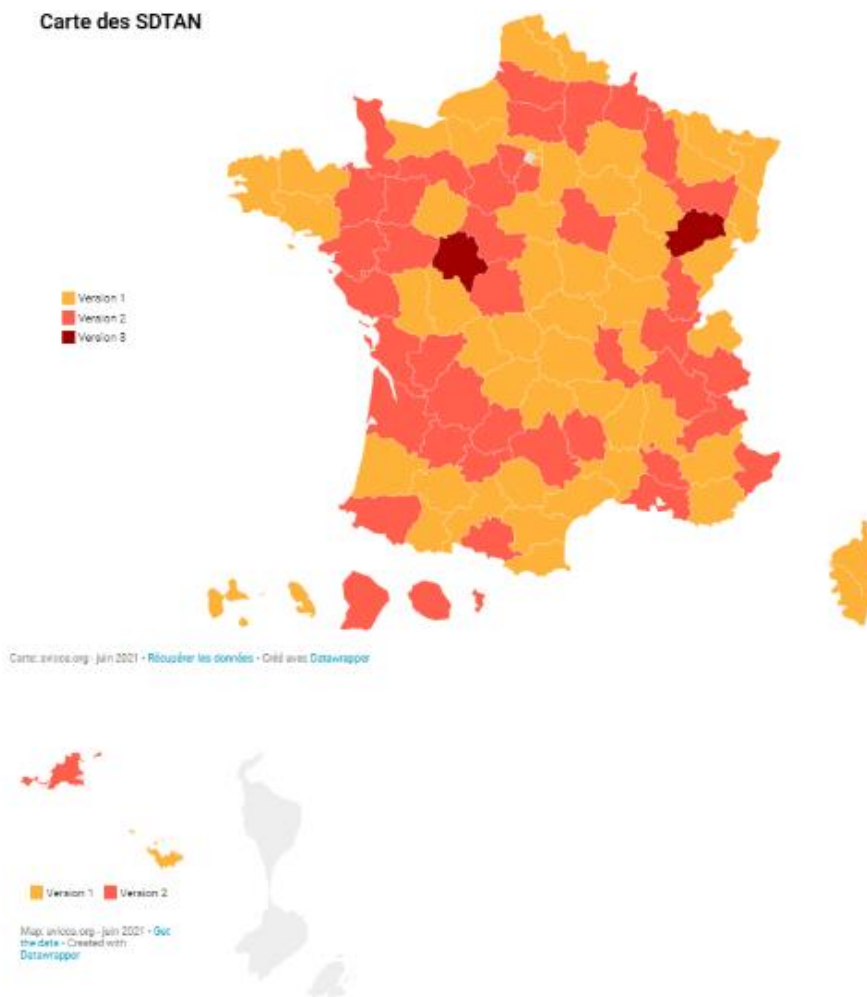 Carte des SDTAN
Version 1
Version 2
Version 3
Carte: avicca.org - juin 2021 • Récupérer les données • Créé avec Datawrapper
Version 1 Version 2
Map: avicca.org - juin 2021 • Get
the data • Created with
Datawrapper